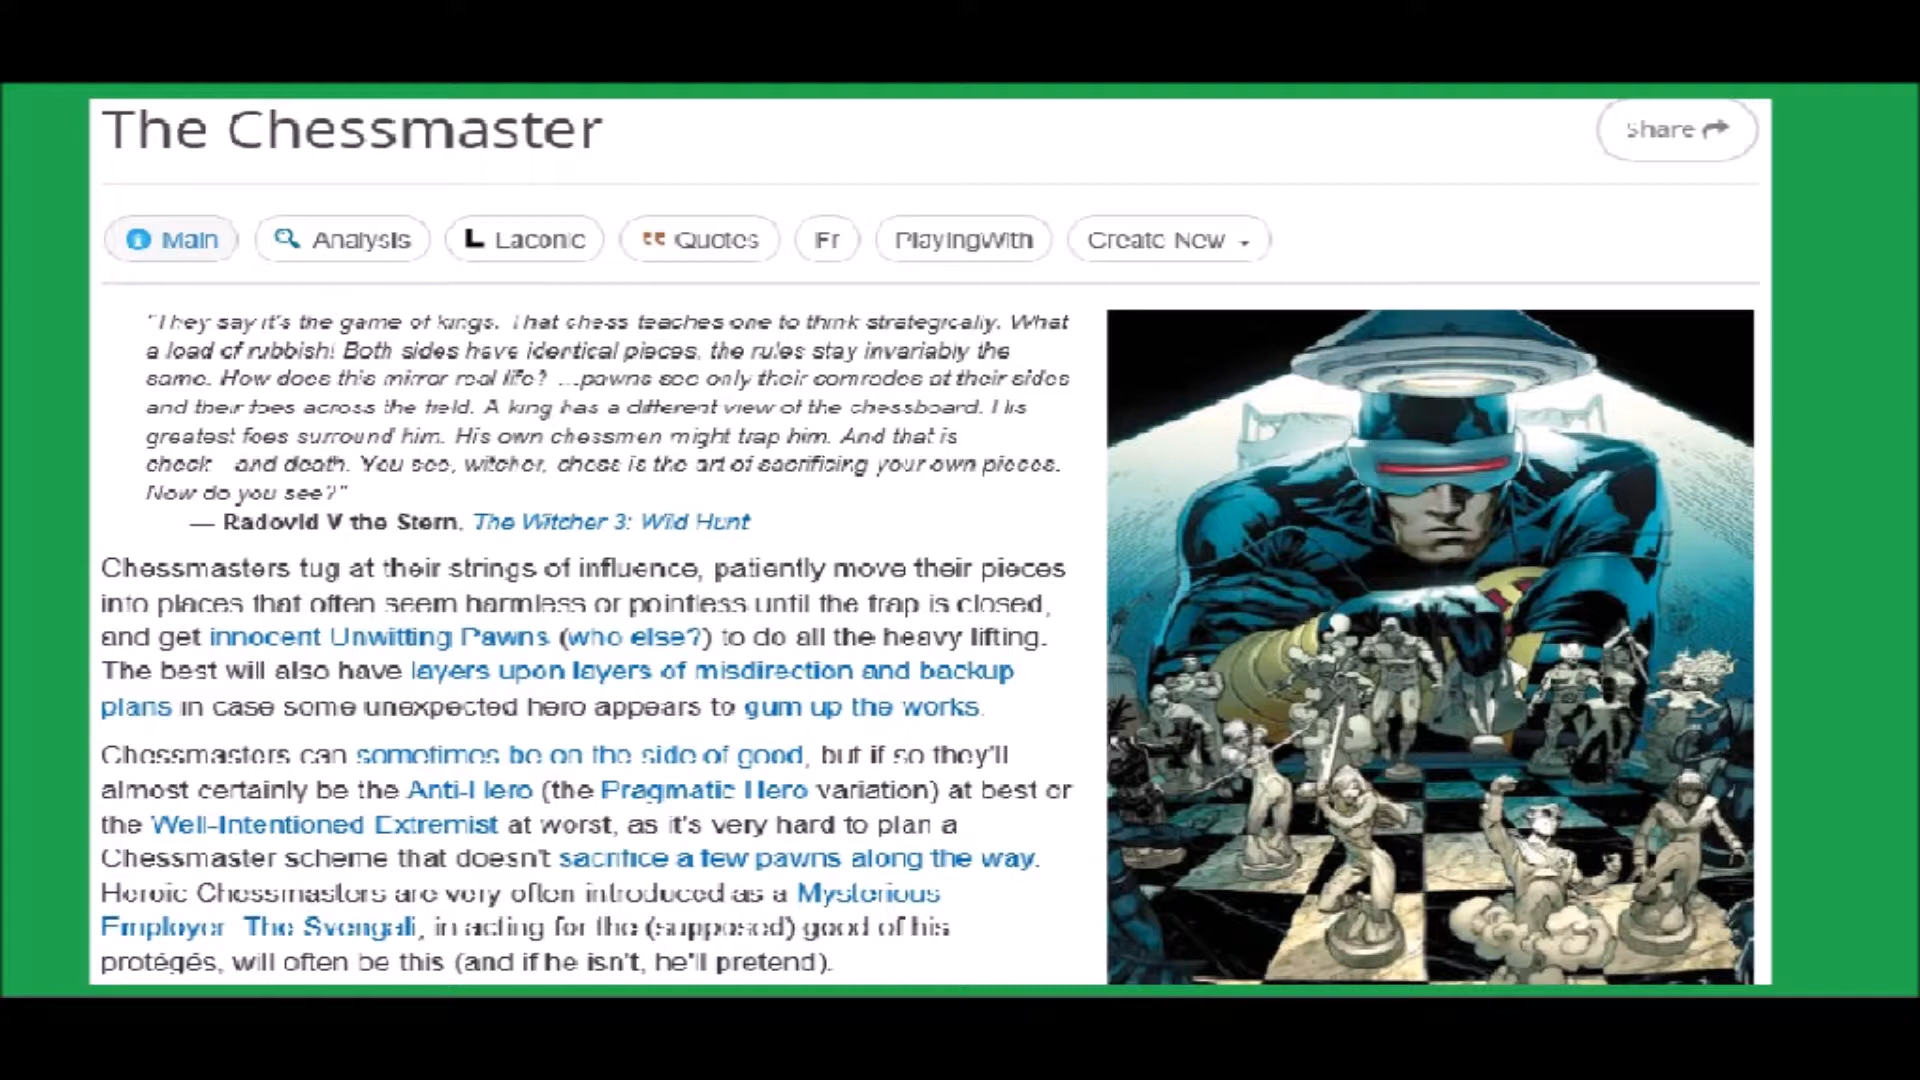 The Chessmaster
Share
Main
Analysis
Laconic
Quotes
Fr
PlayingWith
Create New
"They say it's the game of kings. That chess teaches one to think strategically. What
a load of rubbish! Both sides have identical pieces, the rules stay invariably the
same. How does this mirror real life? ...pawns see only their comrades at their sides
and their foes across the field. A king has a different view of the chessboard. His
greatest foes surround him. His own chessmen might trap him. And that is
check and death. You see, witcher, chess is the art of sacrificing your own pieces.
Now do you see?"
— Radovid V the Stern, The Witcher 3: Wild Hunt
Chessmasters tug at their strings of influence, patiently move their pieces
into places that often seem harmless or pointless until the trap is closed,
and get innocent Unwitting Pawns (who else?) to do all the heavy lifting.
The best will also have layers upon layers of misdirection and backup
plans in case some unexpected hero appears to gum up the works.
Chessmasters can sometimes be on the side of good, but if so they'll
almost certainly be the Anti-Hero (the Pragmatic Hero variation) at best or
the Well-Intentioned Extremist at worst, as it's very hard to plan a
Chessmaster scheme that doesn't sacrifice a few pawns along the way.
Heroic Chessmasters are very often introduced as a Mysterious
Employer. The Svengali, in acting for the (supposed) good of his
protégés, will often be this (and if he isn't, he'll pretend).